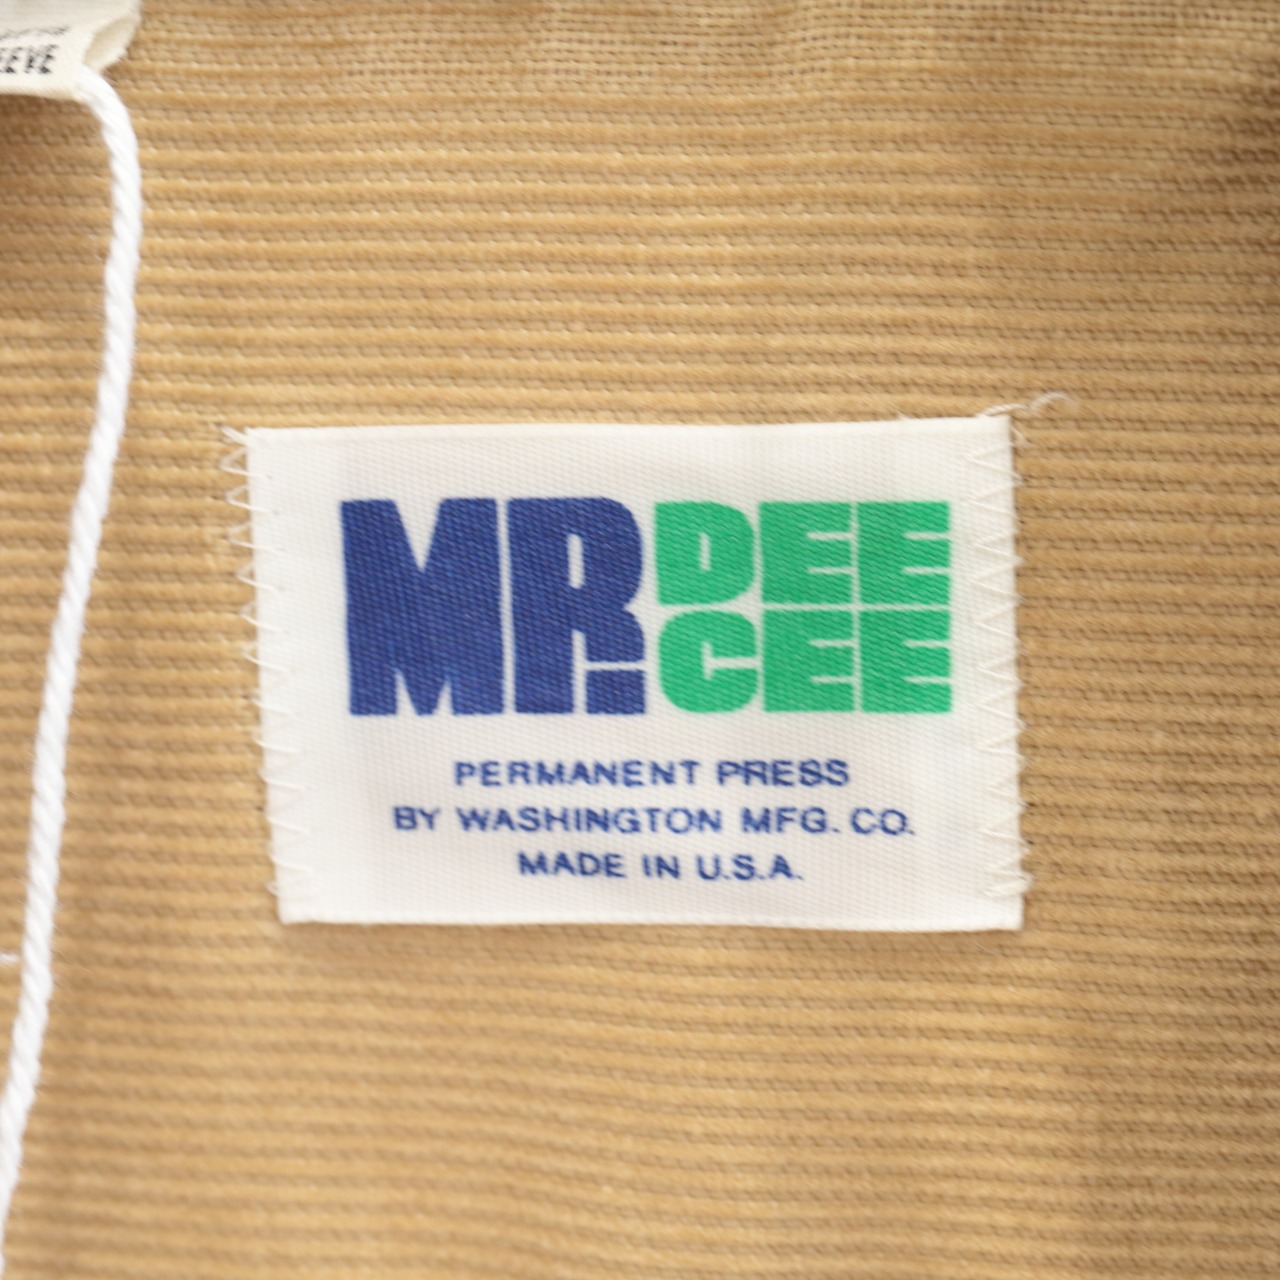 MR. DEE
CEE
PERMANENT PRESS
BY WASHINGTON MFG. CO.
MADE IN U.S.A.